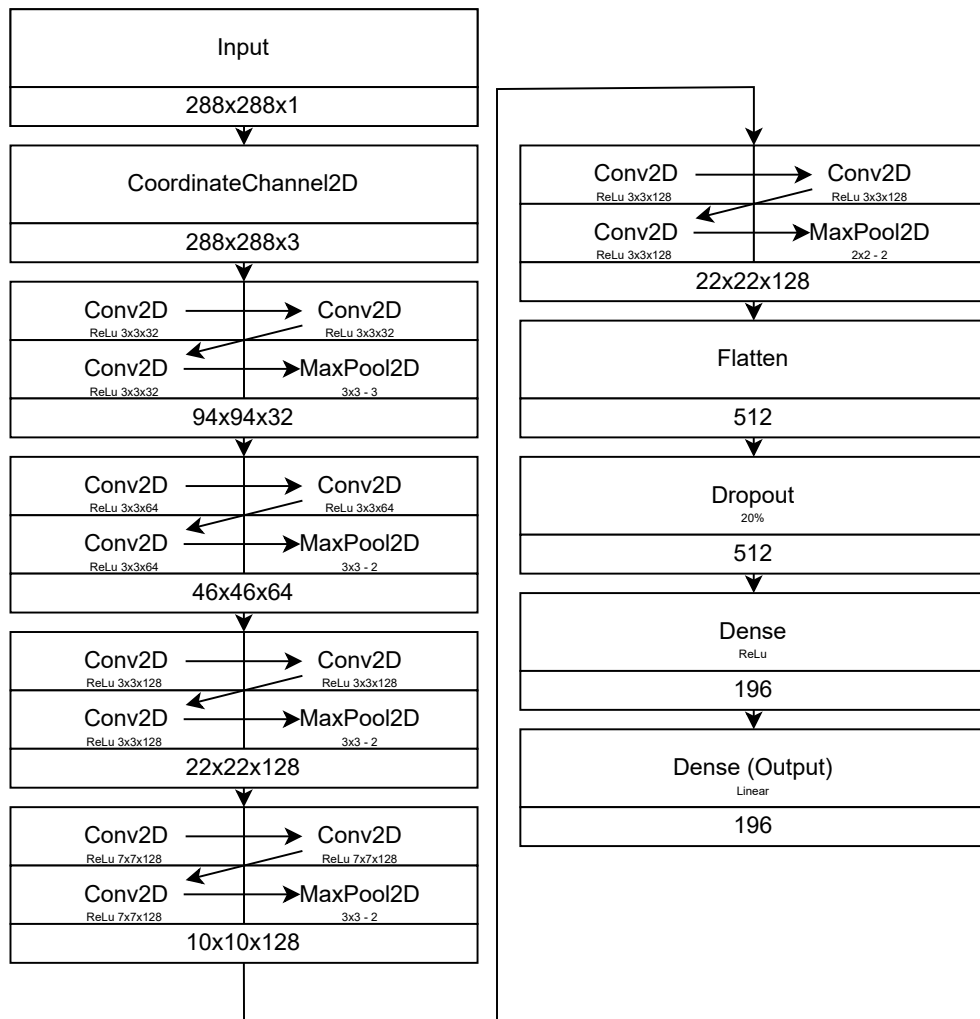 Input
288x288x1
CoordinateChannel2D
288x288x3
Conv2D Conv2D
ReLu 3x3x32 ReLu 3x3x32
Conv2D MaxPool2D
ReLu 3x3x32 3x3 - 3
94x94x32
Conv2D Conv2D
ReLu 3x3x64 ReLu 3x3x64
Conv2D MaxPool2D
ReLu 3x3x64 3x3 - 2
46x46x64
Conv2D Conv2D
ReLu 3x3x128 ReLu 3x3x128
Conv2D MaxPool2D
ReLu 3x3x128 3x3 - 2
22x22x128
Conv2D Conv2D
ReLu 7x7x128 ReLu 7x7x128
Conv2D MaxPool2D
ReLu 7x7x128 3x3 - 2
10x10x128
Conv2D Conv2D
ReLu 3x3x128 ReLu 3x3x128
Conv2D MaxPool2D
ReLu 3x3x128 2x2 - 2
22x22x128
Flatten
512
Dropout
20%
512
Dense
ReLu
196
Dense (Output)
Linear
196